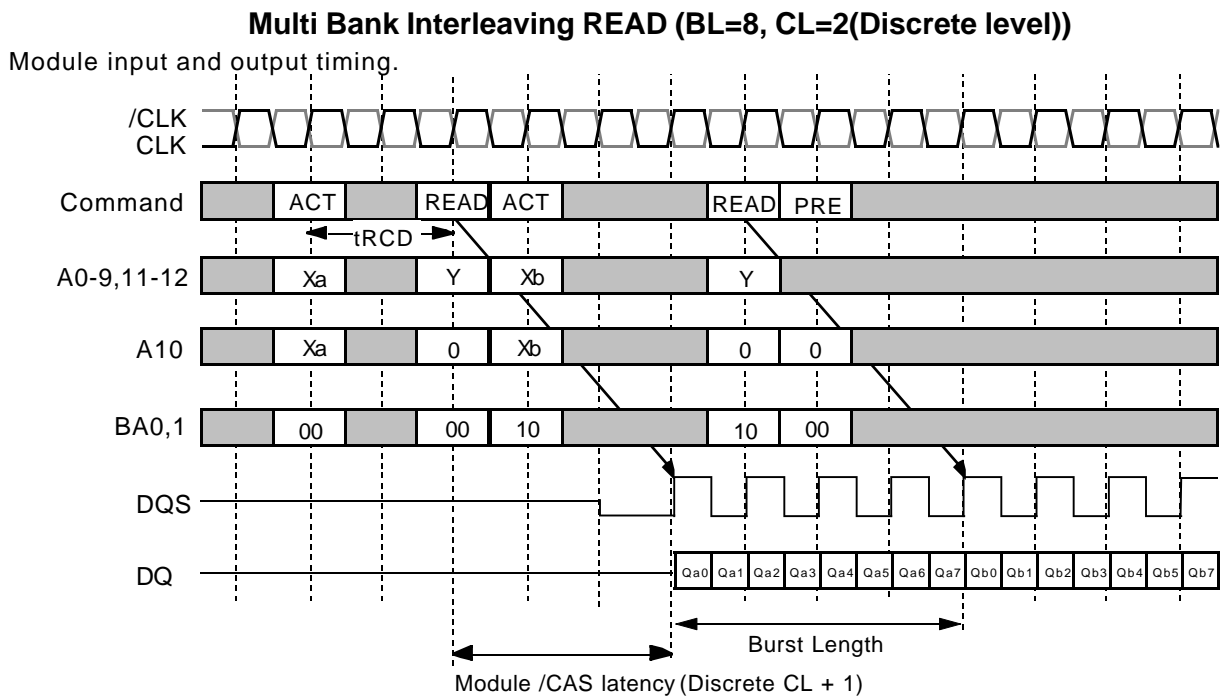 Multi Bank Interleaving READ (BL=8, CL=2(Discrete level))
Module input and output timing.
/CLK
CLK
Command ACT READ ACT READ PRE
tRCD
A0-9,11-12 Xa Y Xb Y
A10 Xa 0 Xb 0 0
BA0,1 00 00 10 10 00
DQS
DQ Qa0 Qa1 Qa2 Qa3 Qa4 Qa5 Qa6 Qa7 Qb0 Qb1 Qb2 Qb3 Qb4 Qb5 Qb7
Burst Length
Module /CAS latency (Discrete CL + 1)